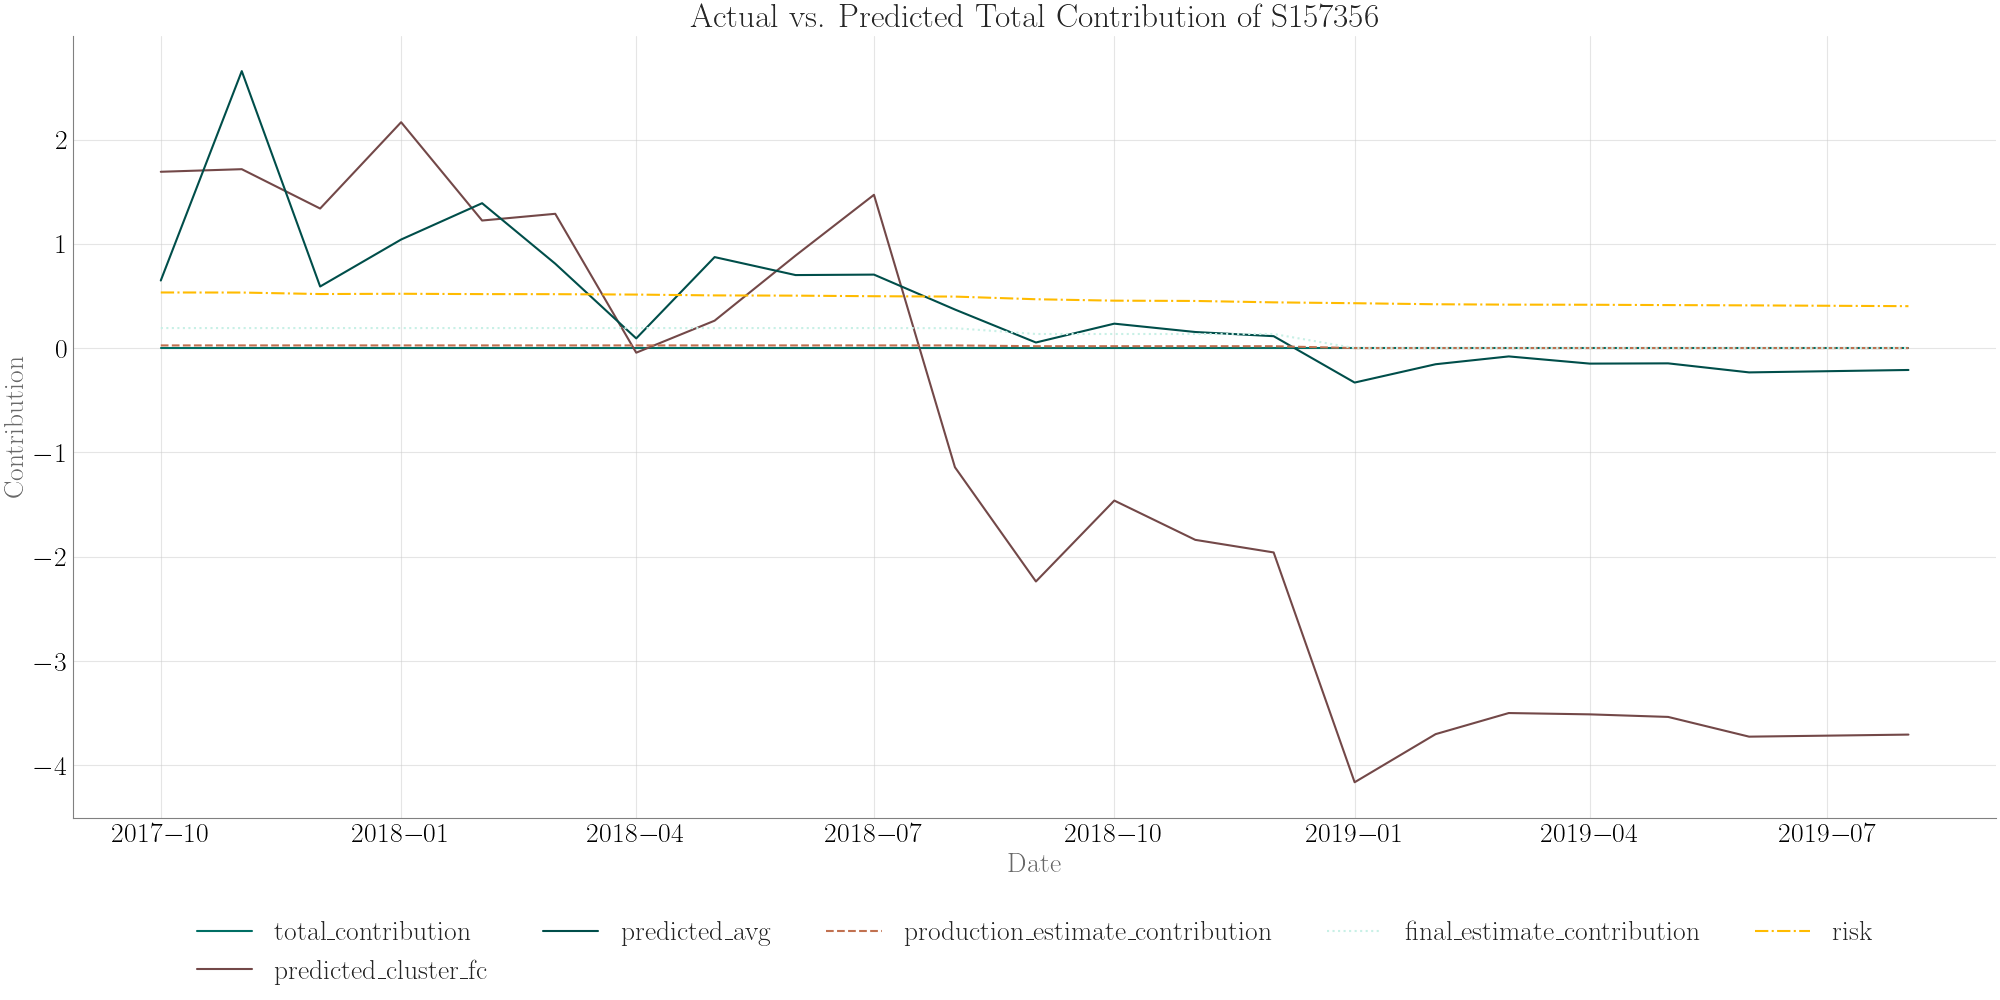 Actual vs. Predicted Total Contribution of S157356
2
1
0
−1
−2
−3
−4
Contribution
2017−10 2018−01 2018−04 2018−07 2018−10 2019−01 2019−04 2019−07
Date
total_contribution predicted_avg production_estimate_contribution final_estimate_contribution risk
predicted_cluster_fc